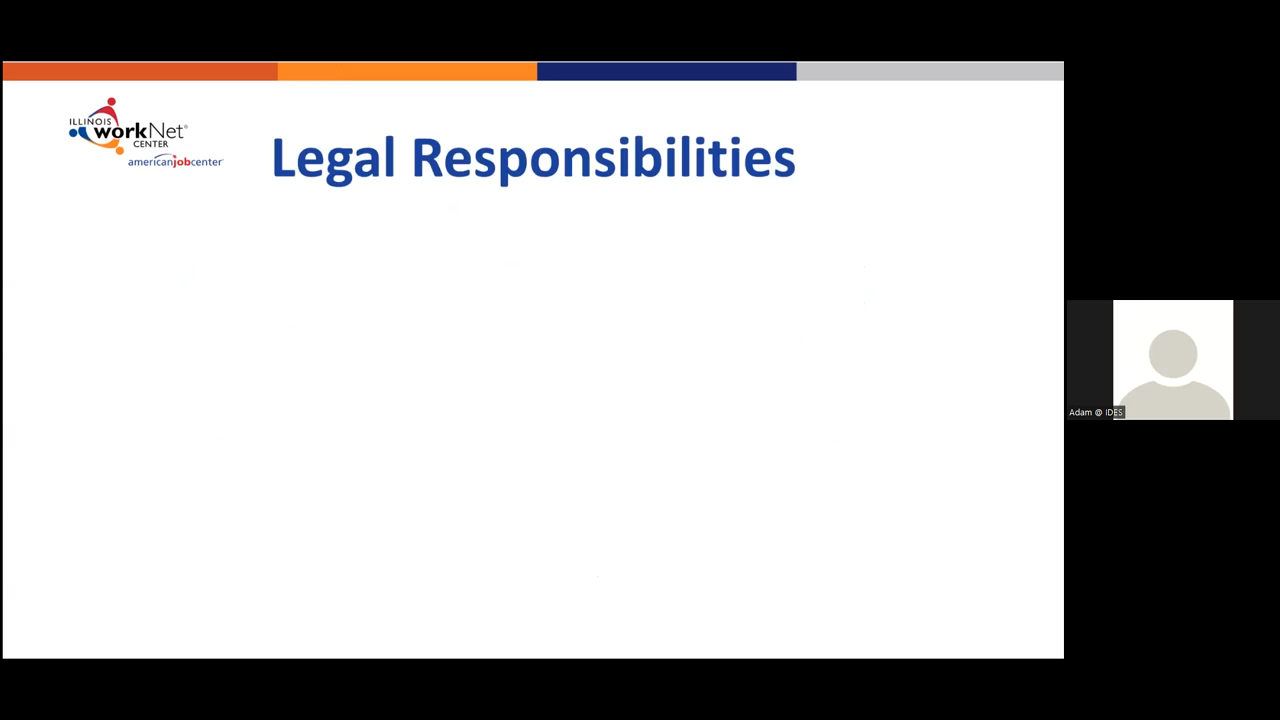 ILLINOIS
workNet®
CENTER
americanjobcenter
Legal Responsibilities
Adam @ IDES